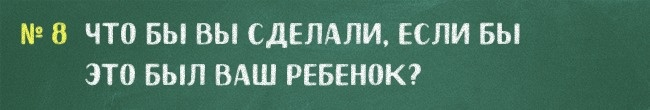 № 8 ЧТО БЫ ВЫ СДЕЛАЛИ, ЕСЛИ БЫ
ЭТО БЫЛ ВАШ РЕБЕНОК?